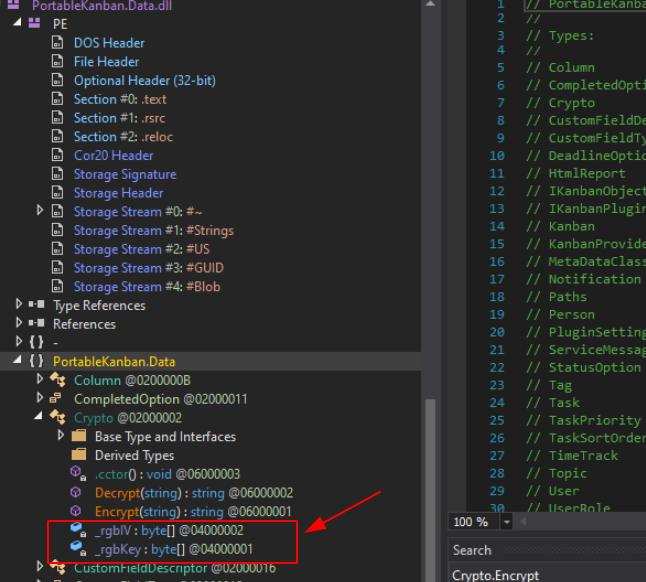 PortableKanban.Data.dll
PE
DOS Header
File Header
Optional Header (32-bit)
Section #0: .text
Section #1: .rsrc
Section #2: .reloc
Cor20 Header
Storage Signature
Storage Header
Storage Stream #0: #~
Storage Stream #1: #Strings
Storage Stream #2: #US
Storage Stream #3: #GUID
Storage Stream #4: #Blob
Type References
References
{ } -
{ } PortableKanban.Data
Column @0200000B
CompletedOption @02000011
Crypto @02000002
Base Type and Interfaces
Derived Types
.cctor() : void @06000003
Decrypt(string) : string @06000002
Encrypt(string) : string @06000001
_rgbIV : byte[] @04000002
_rgbKey : byte[] @04000001
CustomFieldDescriptor @02000016
1 // PortableKanba
2 //
3 // Types:
4 //
5 // Column
6 // CompletedOpti
7 // Crypto
8 // CustomFieldDe
9 // CustomFieldTy
10 // DeadlineOptio
11 // HtmlReport
12 // IKanbanObject
13 // IKanbanPlugin
14 // Kanban
15 // KanbanProvide
16 // MetaDataClass
17 // Notification
18 // Paths
19 // Person
20 // PluginSetting
21 // ServiceMessag
22 // StatusOption
23 // Tag
24 // Task
25 // TaskPriority
26 // TaskSortOrder
27 // TimeTrack
28 // Topic
29 // User
30 // UserRole
100 %
Search
Crypto.Encrypt